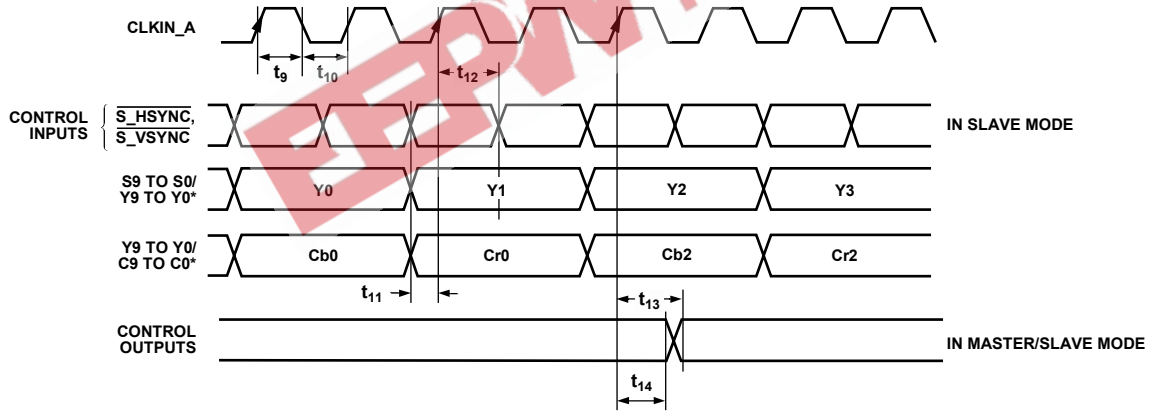 CLKIN_A
t9
t10
t12
CONTROL INPUTS
S_HSYNC,
S_VSYNC
IN SLAVE MODE
S9 TO S0/
Y9 TO Y0*
Y0
Y1
Y2
Y3
Y9 TO Y0/
C9 TO C0*
Cb0
Cr0
Cb2
Cr2
t11
t13
CONTROL
OUTPUTS
IN MASTER/SLAVE MODE
t14